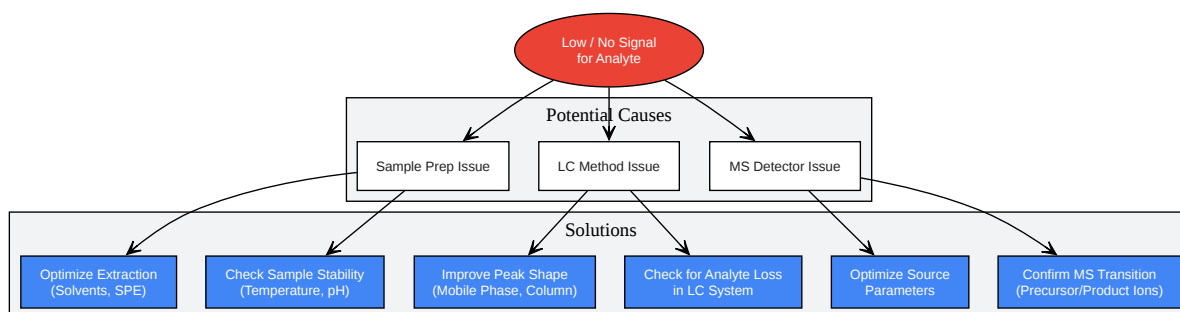 Low / No Signal
for Analyte
Potential Causes
Sample Prep Issue
LC Method Issue
MS Detector Issue
Solutions
Optimize Extraction
(Solvents, SPE)
Check Sample Stability
(Temperature, pH)
Improve Peak Shape
(Mobile Phase, Column)
Check for Analyte Loss
in LC System
Optimize Source
Parameters
Confirm MS Transition
(Precursor/Product Ions)